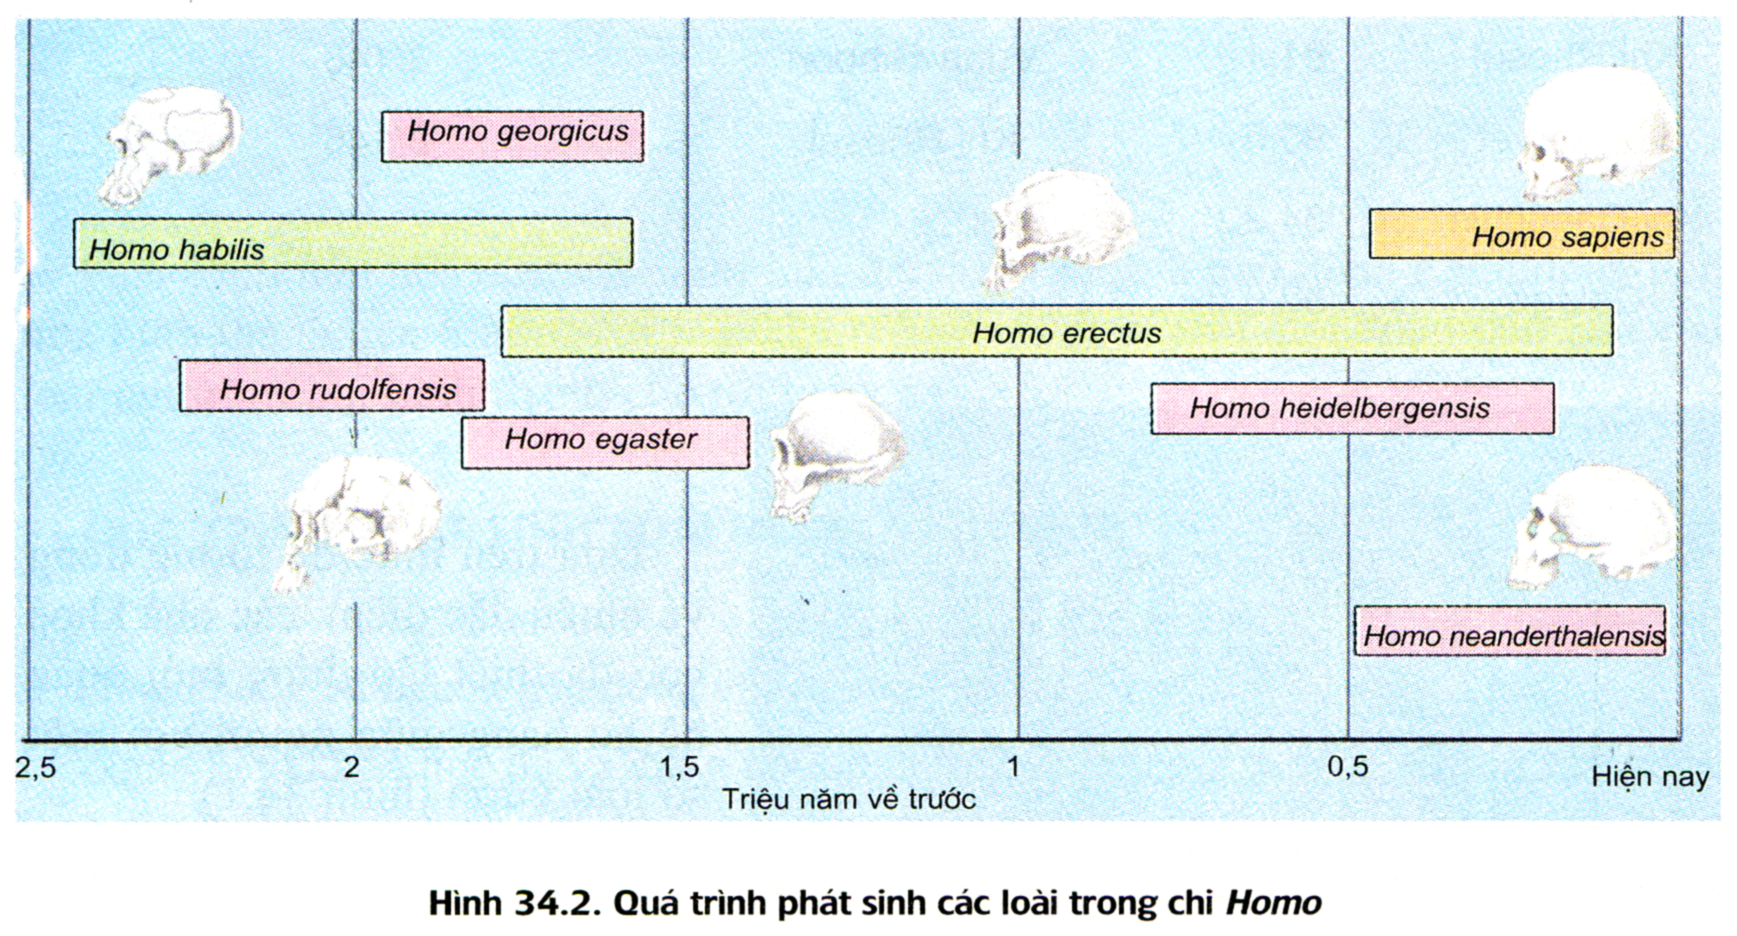 Homo georgicus
Homo habilis
Homo sapiens
Homo erectus
Homo rudolfensis
Homo heidelbergensis
Homo egaster
Homo neanderthalensis
2,5 2 1,5 1 0,5 Hiện nay
Triệu năm về trước
Hình 34.2. Quá trình phát sinh các loài trong chi Homo